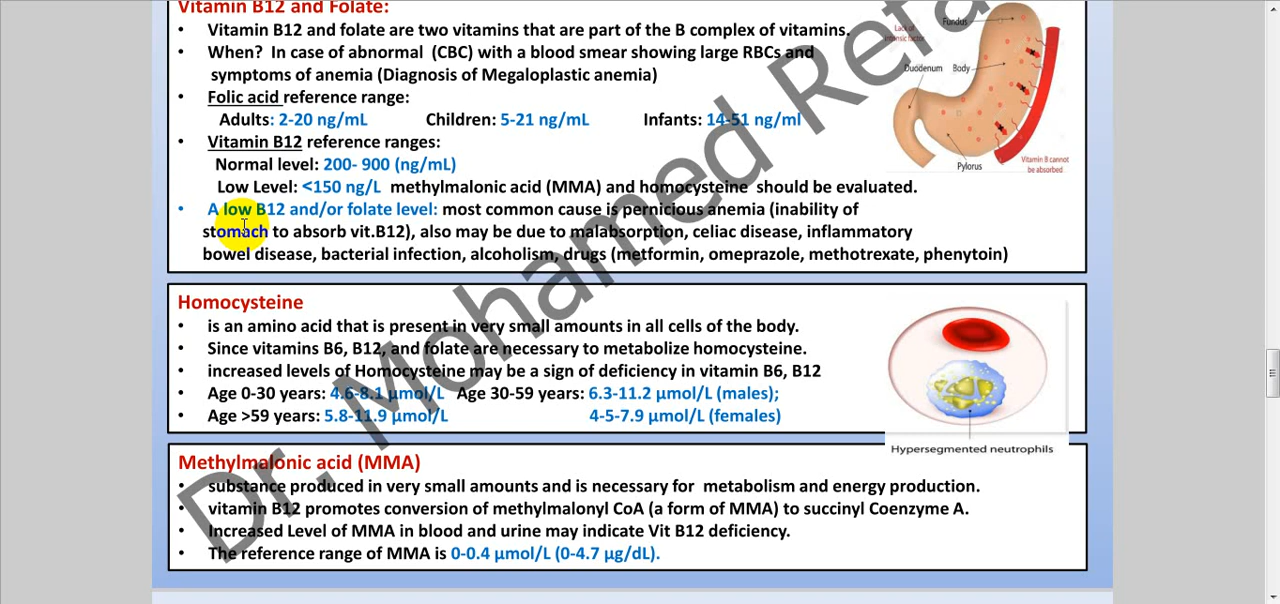 Vitamin B12 and Folate:
• Vitamin B12 and folate are two vitamins that are part of the B complex of vitamins.
• When? In case of abnormal (CBC) with a blood smear showing large RBCs and
symptoms of anemia (Diagnosis of Megaloplastic anemia)
• Folic acid reference range:
Adults: 2-20 ng/mL Children: 5-21 ng/mL Infants: 14-51 ng/ml
• Vitamin B12 reference ranges:
Normal level: 200- 900 (ng/mL)
Low Level: <150 ng/L methylmalonic acid (MMA) and homocysteine should be evaluated.
• A low B12 and/or folate level: most common cause is pernicious anemia (inability of
stomach to absorb vit.B12), also may be due to malabsorption, celiac disease, inflammatory
bowel disease, bacterial infection, alcoholism, drugs (metformin, omeprazole, methotrexate, phenytoin)
Lack of
intrinsic factor
Fundus
Duodenum
Body
Pylorus
Vitamin B cannot
be absorbed
Homocysteine
• is an amino acid that is present in very small amounts in all cells of the body.
• Since vitamins B6, B12, and folate are necessary to metabolize homocysteine.
• increased levels of Homocysteine may be a sign of deficiency in vitamin B6, B12
• Age 0-30 years: 4.6-8.1 µmol/L Age 30-59 years: 6.3-11.2 µmol/L (males);
• Age >59 years: 5.8-11.9 µmol/L 4-5-7.9 µmol/L (females)
Hypersegmented neutrophils
Methylmalonic acid (MMA)
• substance produced in very small amounts and is necessary for metabolism and energy production.
• vitamin B12 promotes conversion of methylmalonyl CoA (a form of MMA) to succinyl Coenzyme A.
• Increased Level of MMA in blood and urine may indicate Vit B12 deficiency.
• The reference range of MMA is 0-0.4 µmol/L (0-4.7 µg/dL).
Dr. Mohamed